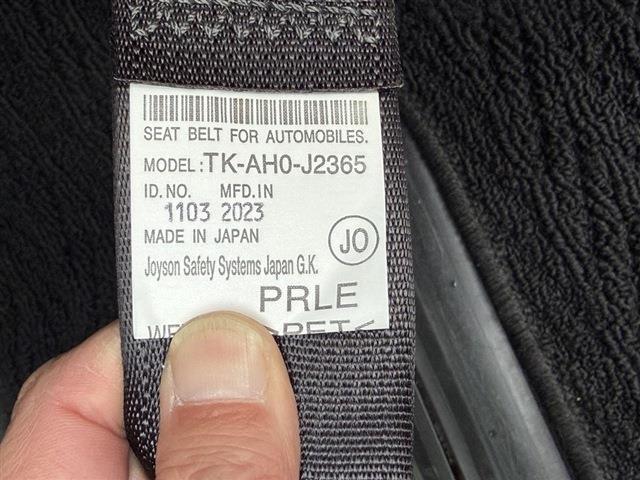 SEAT BELT FOR AUTOMOBILES.
MODEL: TK-AH0-J2365
ID.NO. MFD.IN
1103 2023
MADE IN JAPAN
JO
Joyson Safety Systems Japan G.K.
PRLE
>PET<